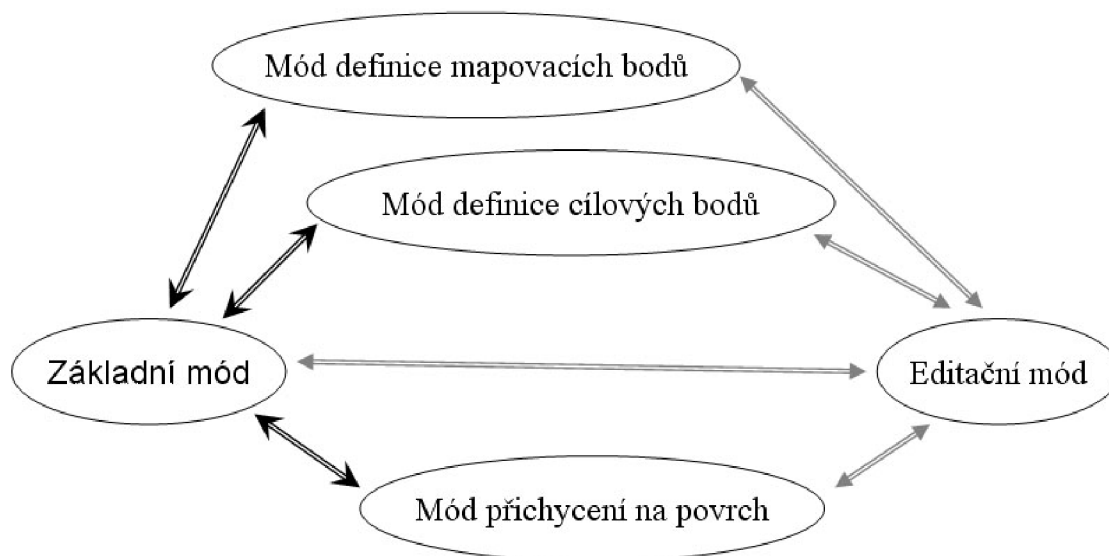 Mód definice mapovacích bodů
Mód definice cílových bodů
Základní mód
Editační mód
Mód přichycení na povrch